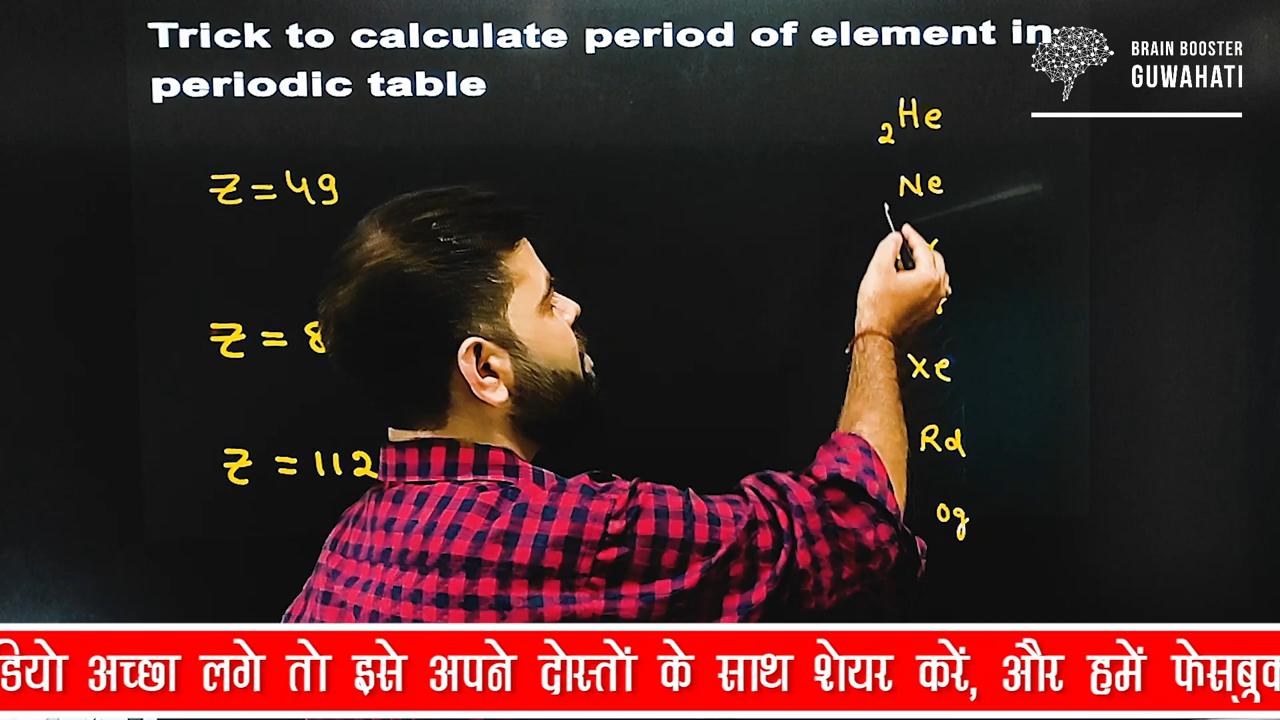 Trick to calculate period of element in
periodic table
BRAIN BOOSTER
GUWAHATI
2He
Ne
Z = 49
Z = 8
Xe
Rd
Z = 112
Og
डियो अच्छा लगे तो इसे अपने दोस्तों के साथ शेयर करें, और हमें फेसबुक